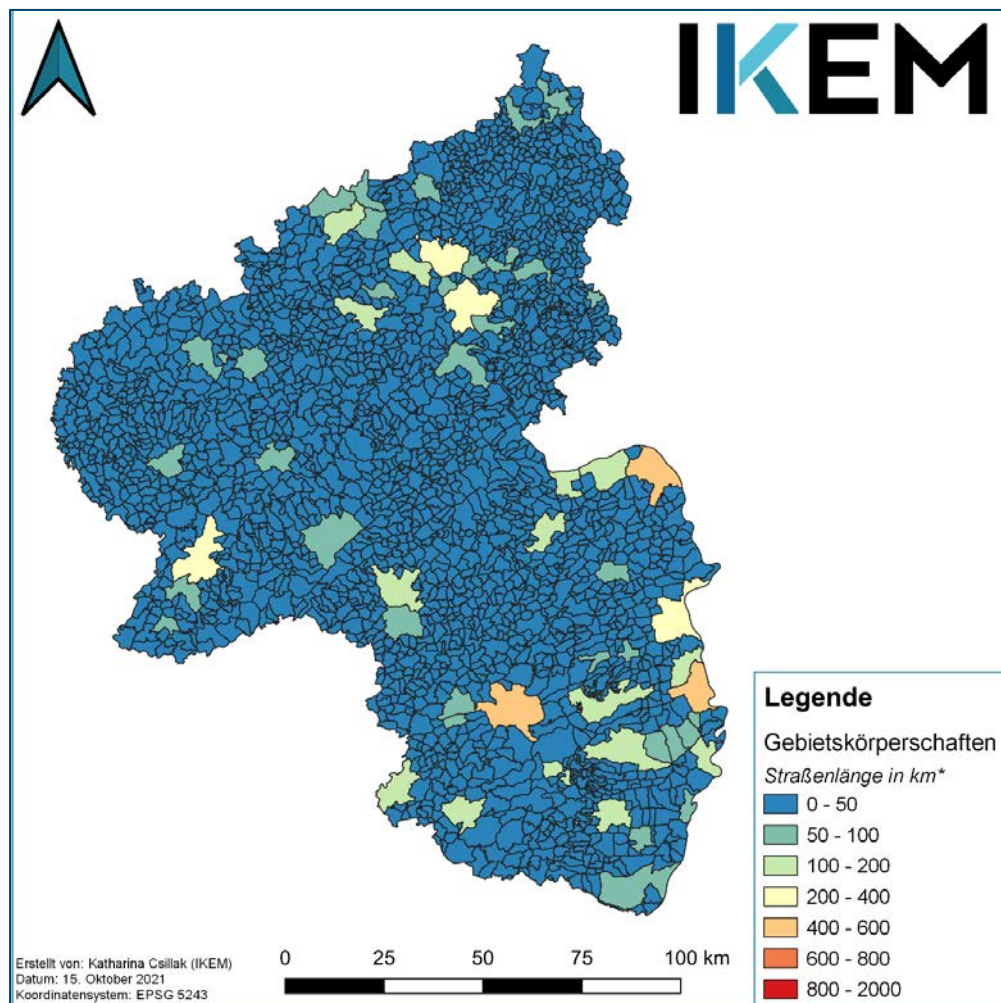 IKEM
Legende
Gebietskörperschaften
Straßenlänge in km*
0 - 50
50 - 100
100 - 200
200 - 400
400 - 600
600 - 800
800 - 2000
0 25 50 75 100 km
Erstellt von: Katharina Csillak (IKEM)
Datum: 15. Oktober 2021
Koordinatensystem: EPSG 5243